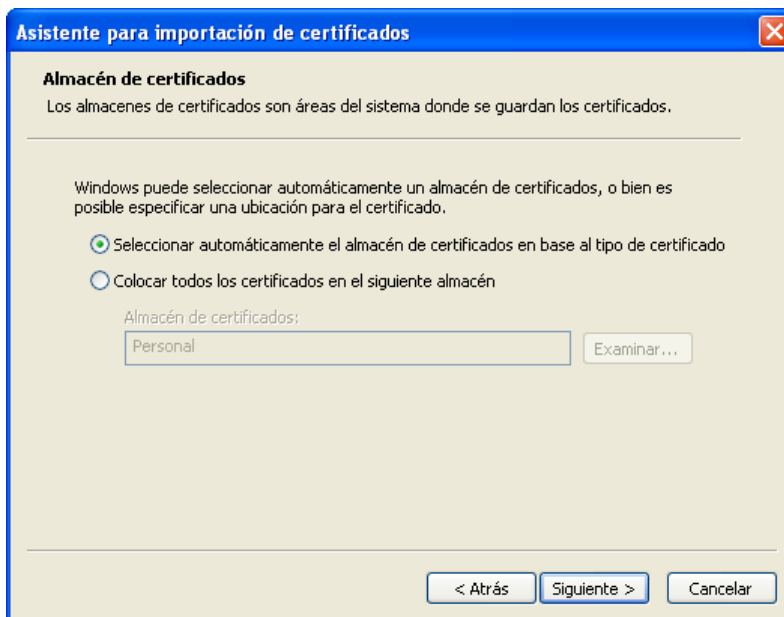 Asistente para importación de certificados
Almacén de certificados
Los almacenes de certificados son áreas del sistema donde se guardan los certificados.
Windows puede seleccionar automáticamente un almacén de certificados, o bien es
posible especificar una ubicación para el certificado.
Seleccionar automáticamente el almacén de certificados en base al tipo de certificado
Colocar todos los certificados en el siguiente almacén
Almacén de certificados:
Personal Examinar...
< Atrás Siguiente > Cancelar